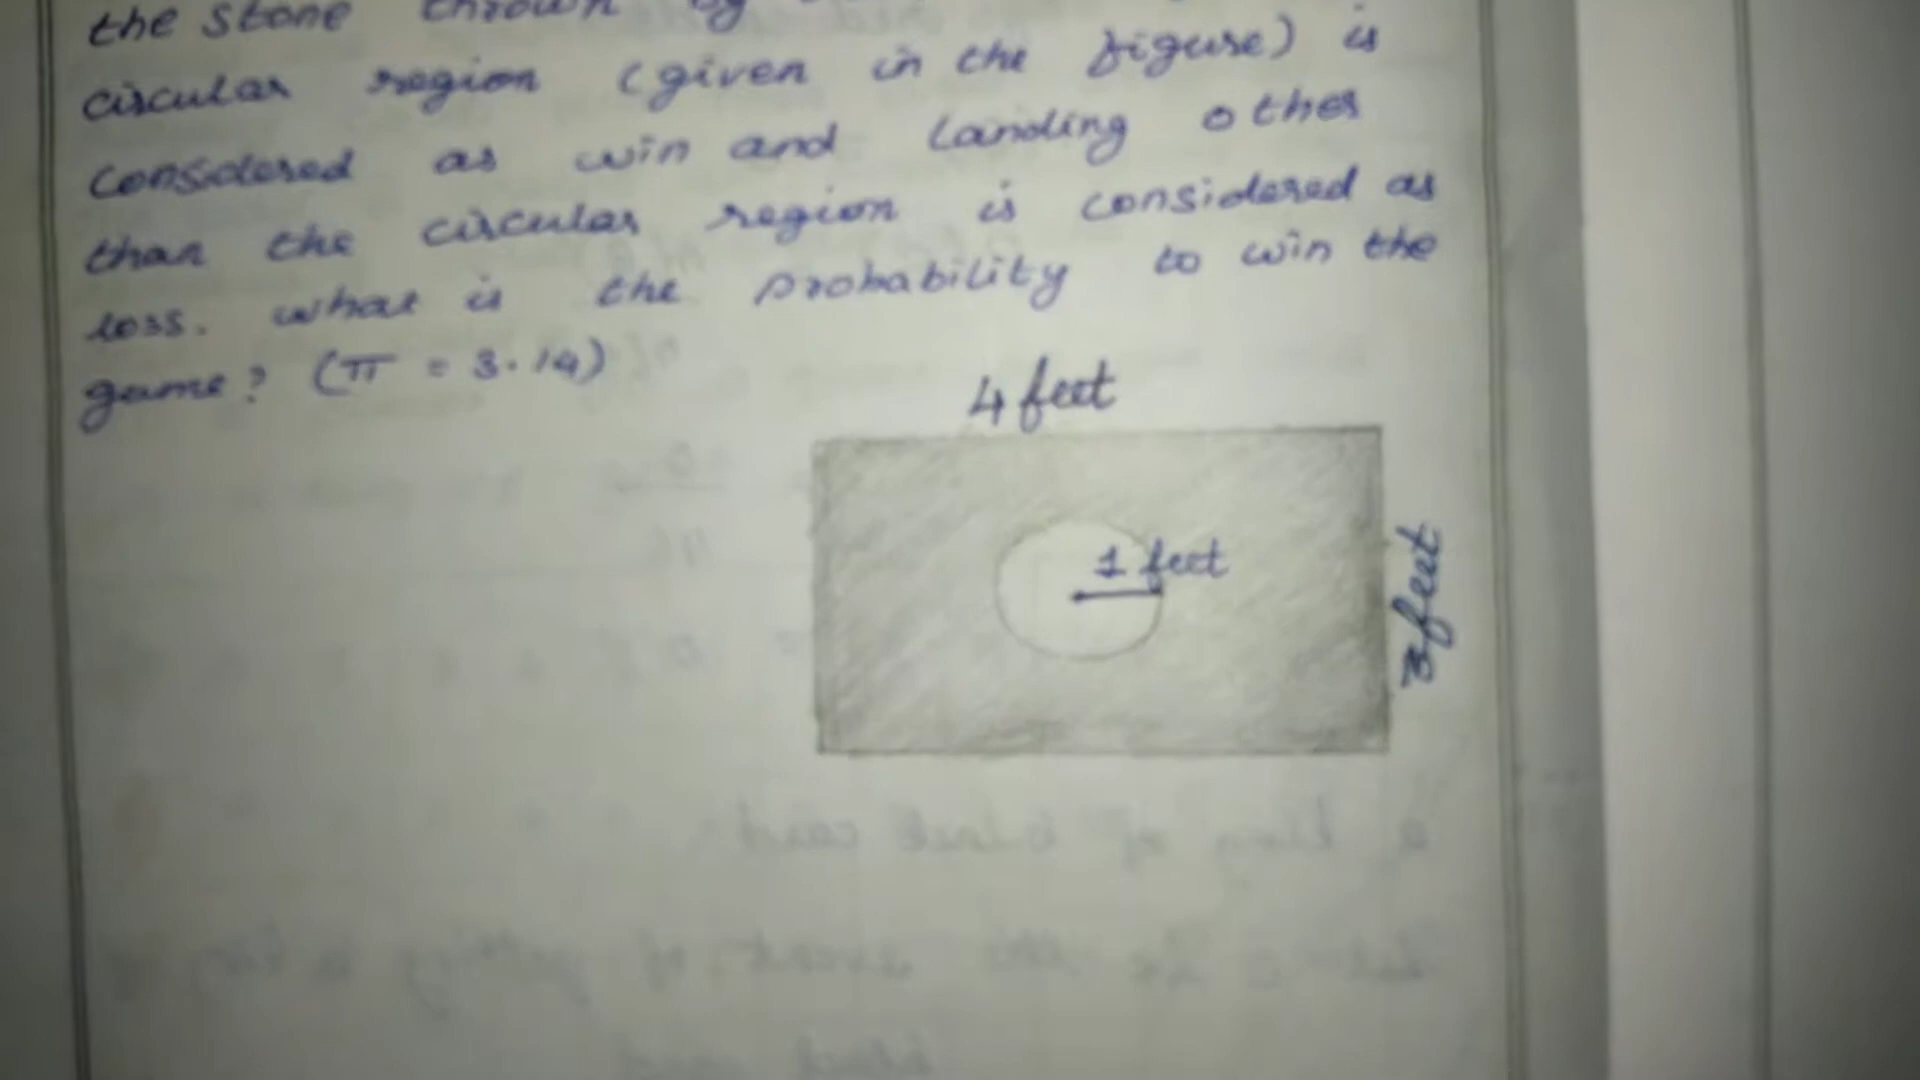 the stone thrown by
circular region (given in the figure) is
considered as win and landing other
than the circular region is considered as
loss. what is the probability to win the
game? (π = 3.14)
4 feet
1 feet
3 feet